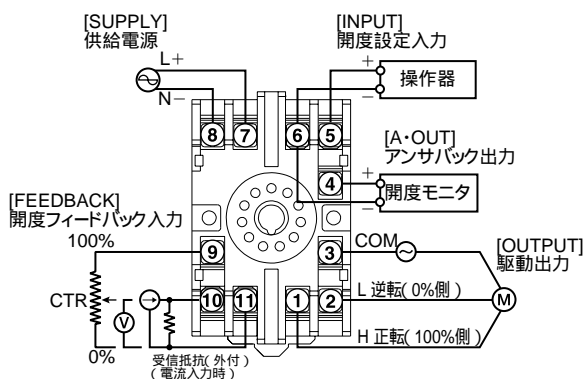 [SUPPLY]
供給電源
L+
N−
[INPUT]
開度設定入力
+
−
操作器
8
7
6
5
4
[A・OUT]
アンサバック出力
+
−
開度モニタ
[FEEDBACK]
開度フィードバック入力
100%
CTR
0%
V
9
10
11
1
2
3
COM
[OUTPUT]
駆動出力
M
L 逆転(0%側)
H 正転(100%側)
受信抵抗(外付)
(電流入力時)